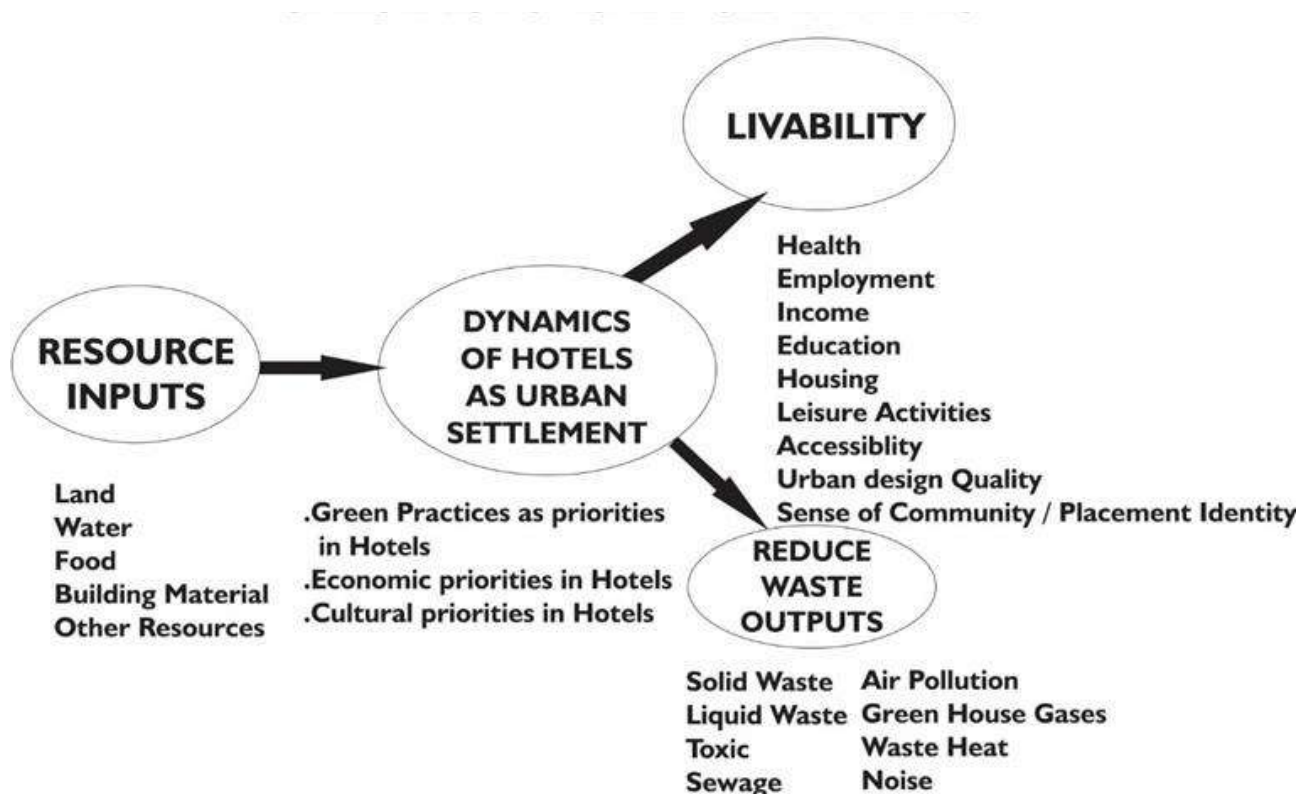 LIVABILITY
Health
Employment
Income
Education
Housing
Leisure Activities
Accessiblity
Urban design Quality
Sense of Community / Placement Identity
RESOURCE
INPUTS
Land
Water
Food
Building Material
Other Resources
DYNAMICS
OF HOTELS
AS URBAN
SETTLEMENT
.Green Practices as priorities
in Hotels
.Economic priorities in Hotels
.Cultural priorities in Hotels
REDUCE
WASTE
OUTPUTS
Solid Waste
Liquid Waste
Toxic
Sewage
Air Pollution
Green House Gases
Waste Heat
Noise